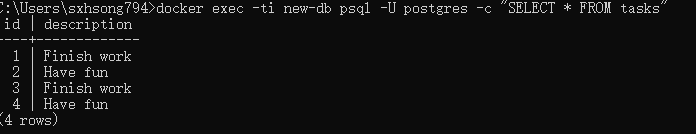 C:\Users\sxhsong794>docker exec -ti new-db psql -U postgres -c "SELECT * FROM tasks"
id | description
----+-------------
1 | Finish work
2 | Have fun
3 | Finish work
4 | Have fun
(4 rows)